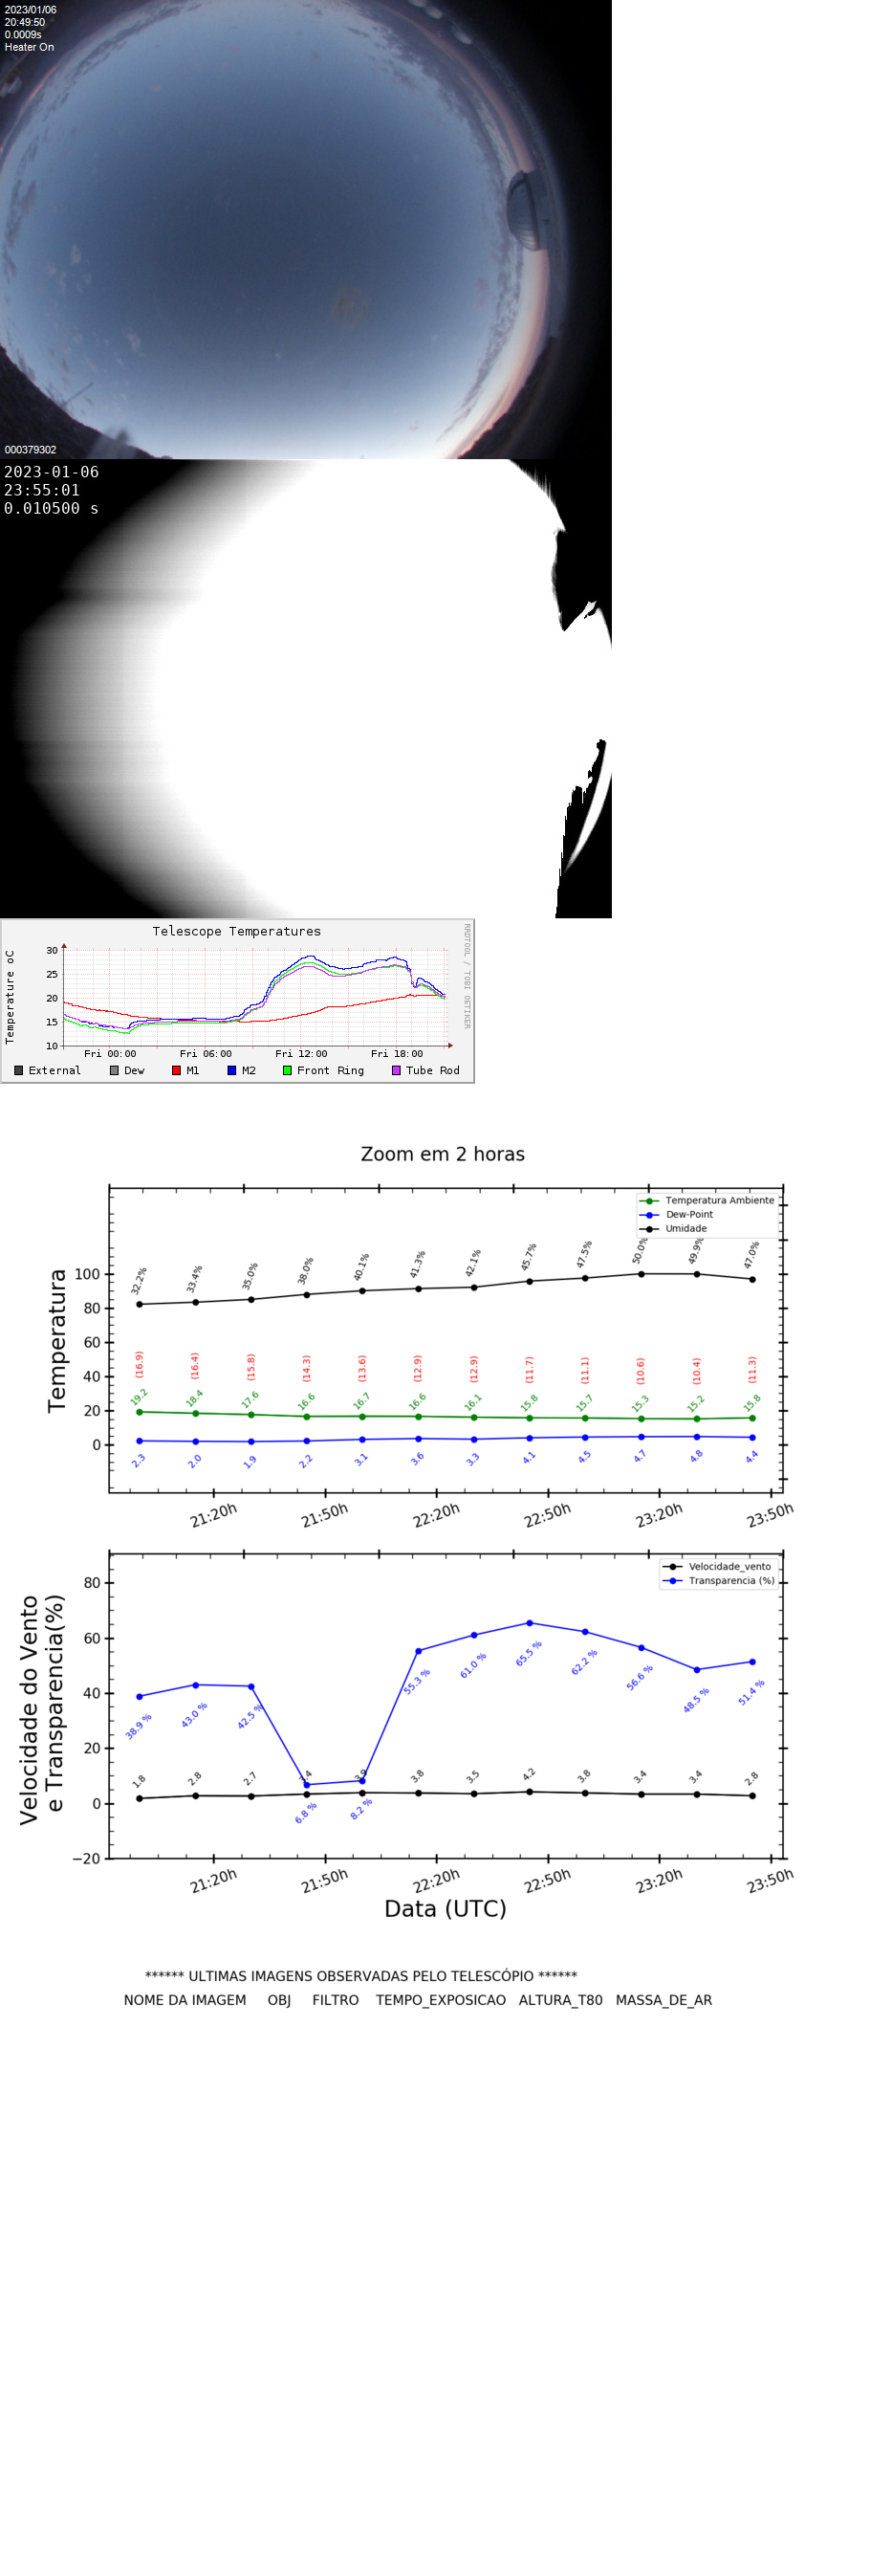 2023/01/06
20:49:50
0.0009s
Heater On
000379302
2023-01-06
23:55:01
0.010500 s
Telescope Temperatures
RRDTOOL / TOBI OETIKER
Temperature oC
30
25
20
15
10
Fri 00:00 Fri 06:00 Fri 12:00 Fri 18:00
External Dew M1 M2 Front Ring Tube Rod
Zoom em 2 horas
Temperatura Ambiente
Dew-Point
Umidade
Temperatura
100
80
60
40
20
0
32.2% 33.4% 35.0% 38.0% 40.1% 41.3% 42.1% 45.7% 47.5% 50.0% 49.9% 47.0%
(16.9) (16.4) (15.8) (14.3) (13.6) (12.9) (12.9) (11.7) (11.1) (10.6) (10.4) (11.3)
19.2 18.4 17.6 16.6 16.7 16.6 16.1 15.8 15.7 15.3 15.2 15.8
2.3 2.0 1.9 2.2 3.1 3.6 3.3 4.1 4.5 4.7 4.8 4.4
21:20h 21:50h 22:20h 22:50h 23:20h 23:50h
Velocidade_vento
Transparencia (%)
Velocidade do Vento
e Transparencia(%)
80
60
40
20
0
−20
38.9 % 43.0 % 42.5 % 6.8 % 8.2 % 55.3 % 61.0 % 65.5 % 62.2 % 56.6 % 48.5 % 51.4 %
1.8 2.8 2.7 3.4 3.9 3.8 3.5 4.2 3.8 3.4 3.4 2.8
21:20h 21:50h 22:20h 22:50h 23:20h 23:50h
Data (UTC)
****** ULTIMAS IMAGENS OBSERVADAS PELO TELESCÓPIO ******
NOME DA IMAGEM OBJ FILTRO TEMPO_EXPOSICAO ALTURA_T80 MASSA_DE_AR